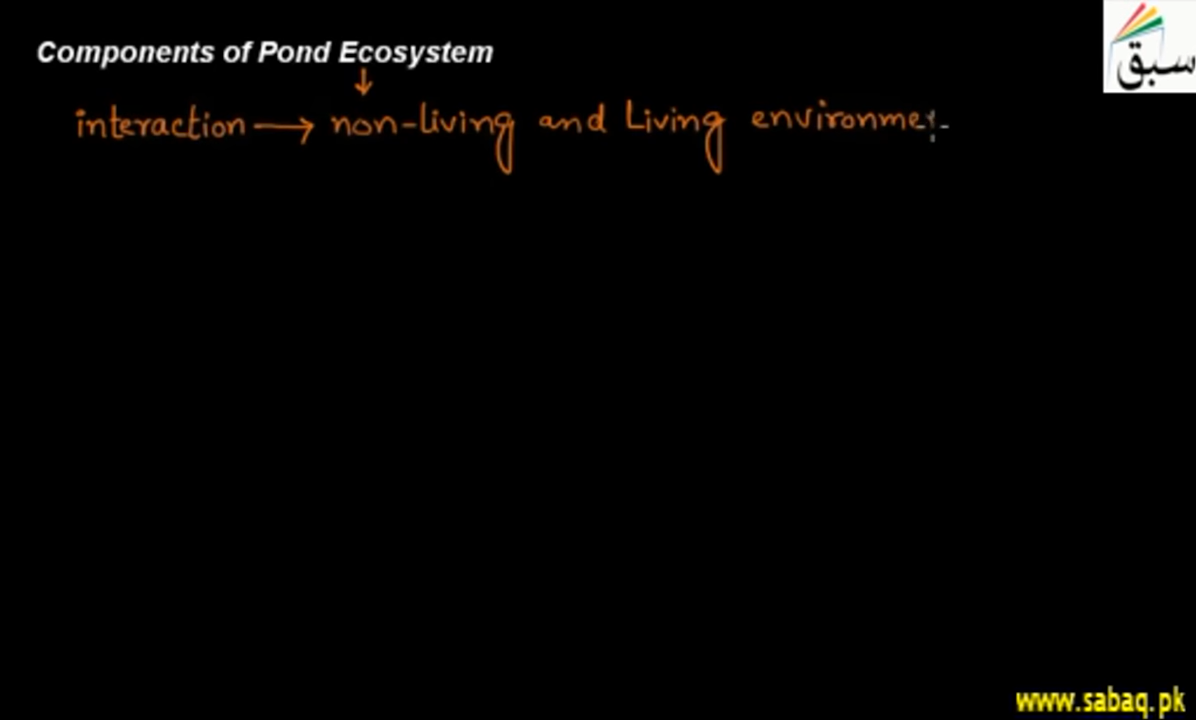 Components of Pond Ecosystem
سبق
↓
interaction → non-living and Living environme
www.sabaq.pk